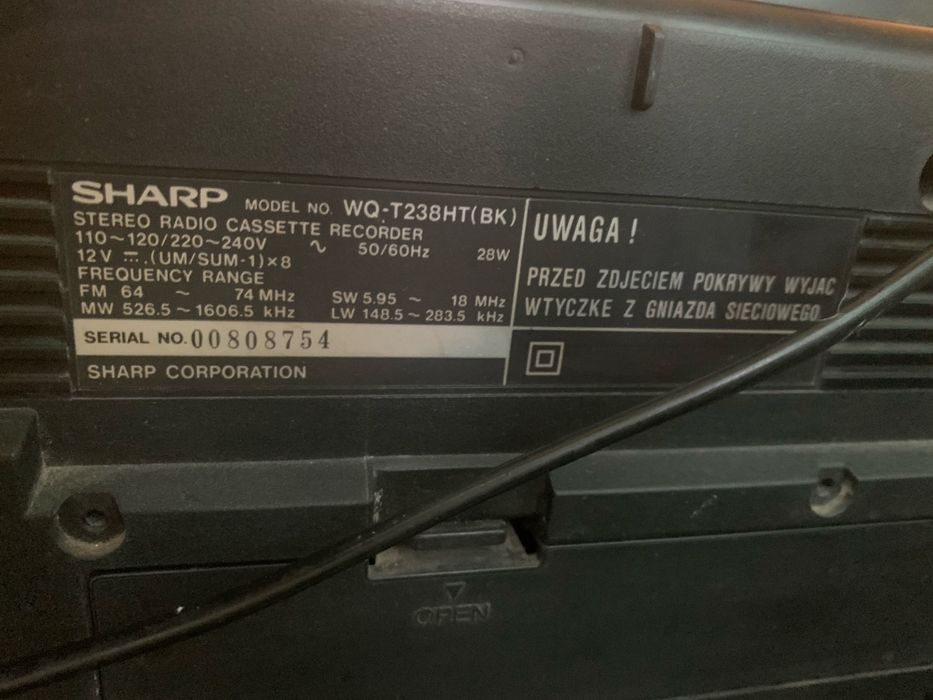 SHARP MODEL NO. WQ-T238HT(BK)
STEREO RADIO CASSETTE RECORDER
110~120/220~240V ∿ 50/60Hz 28W
12V ⎓.(UM/SUM-1)×8
FREQUENCY RANGE
FM 64 ~ 74 MHz SW 5.95 ~ 18 MHz
MW 526.5~1606.5 kHz LW 148.5~283.5 kHz
SERIAL NO. 00808754
SHARP CORPORATION
UWAGA !
PRZED ZDJECIEM POKRYWY WYJAC
WTYCZKE Z GNIAZDA SIECIOWEGO
OPEN